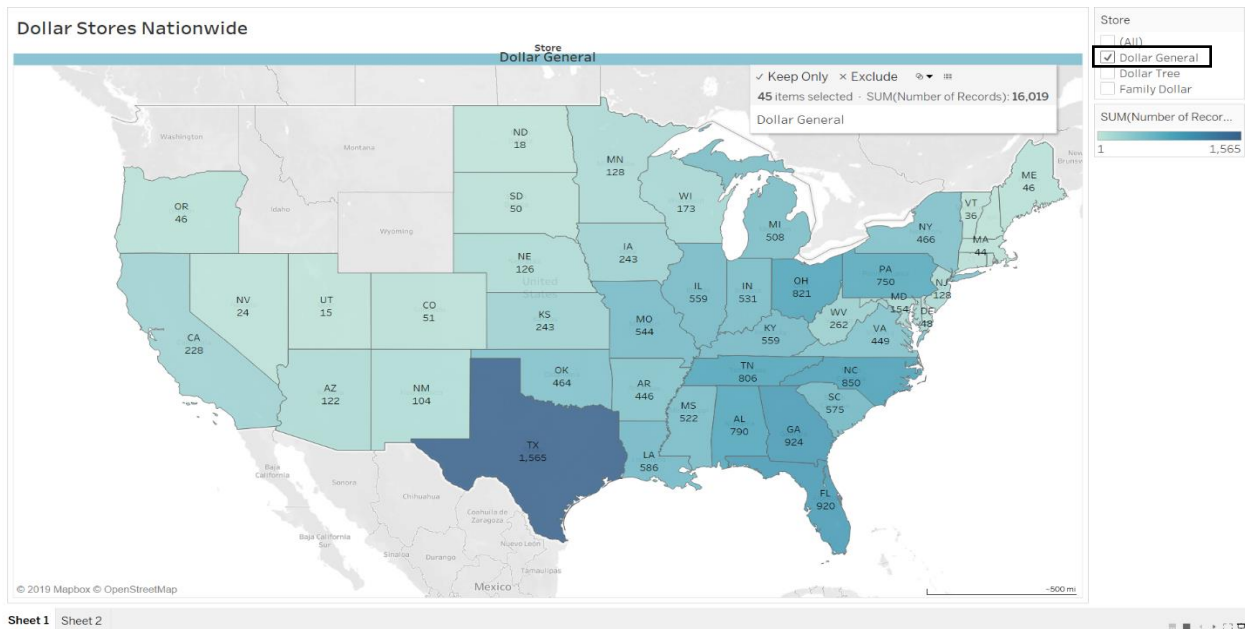 Dollar Stores Nationwide
Store
Dollar General
Store
(All)
Dollar General
Dollar Tree
Family Dollar
SUM(Number of Recor...
1 1,565
Keep Only Exclude
45 items selected · SUM(Number of Records): 16,019
Dollar General
Washington
Montana
Idaho
Wyoming
United States
ND
18
MN
128
SD
50
WI
173
ME
46
VT
36
OR
46
MI
508
NY
466
MA
44
NE
126
IA
243
IL
559
IN
531
OH
821
PA
750
NJ
128
MD
154
DE
48
NV
24
UT
15
CO
51
KS
243
MO
544
KY
559
WV
262
VA
449
CA
228
AZ
122
NM
104
OK
464
AR
446
TN
806
NC
850
SC
575
MS
522
AL
790
GA
924
TX
1,565
LA
586
FL
920
Baja California
Sonora
Chihuahua
Coahuila de Zaragoza
Baja California Sur
Sinaloa
Durango
Nuevo León
Tamaulipas
Mexico
© 2019 Mapbox © OpenStreetMap
~500 mi
Sheet 1 Sheet 2